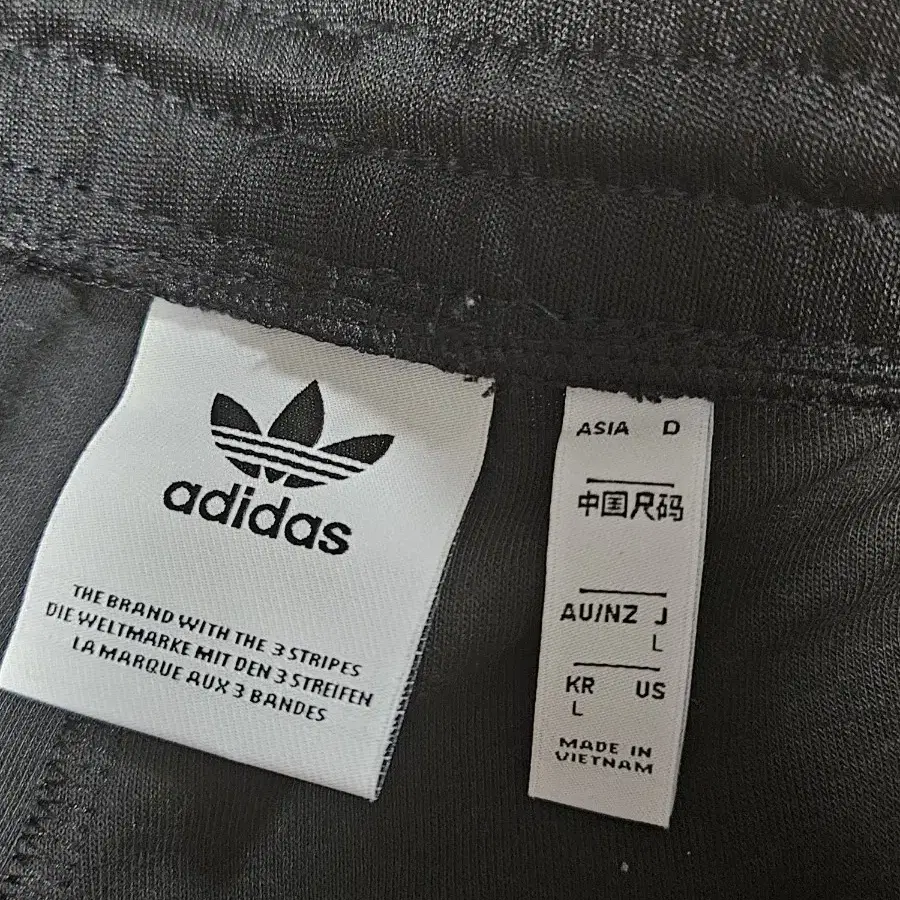 adidas
THE BRAND WITH THE 3 STRIPES
DIE WELTMARKE MIT DEN 3 STREIFEN
LA MARQUE AUX 3 BANDES
ASIA D
中国尺码
AU/NZ J
L
KR US
L
MADE IN
VIETNAM